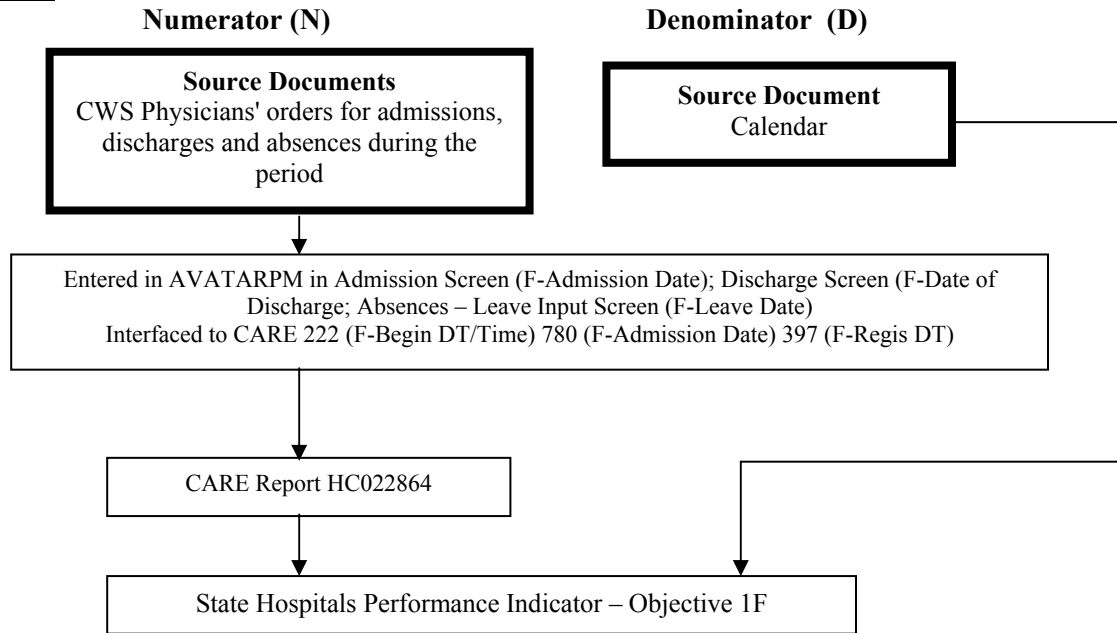 Numerator (N)
Denominator (D)
Source Documents
CWS Physicians' orders for admissions,
discharges and absences during the
period
Source Document
Calendar
Entered in AVATARPM in Admission Screen (F-Admission Date); Discharge Screen (F-Date of
Discharge; Absences – Leave Input Screen (F-Leave Date)
Interfaced to CARE 222 (F-Begin DT/Time) 780 (F-Admission Date) 397 (F-Regis DT)
CARE Report HC022864
State Hospitals Performance Indicator – Objective 1F